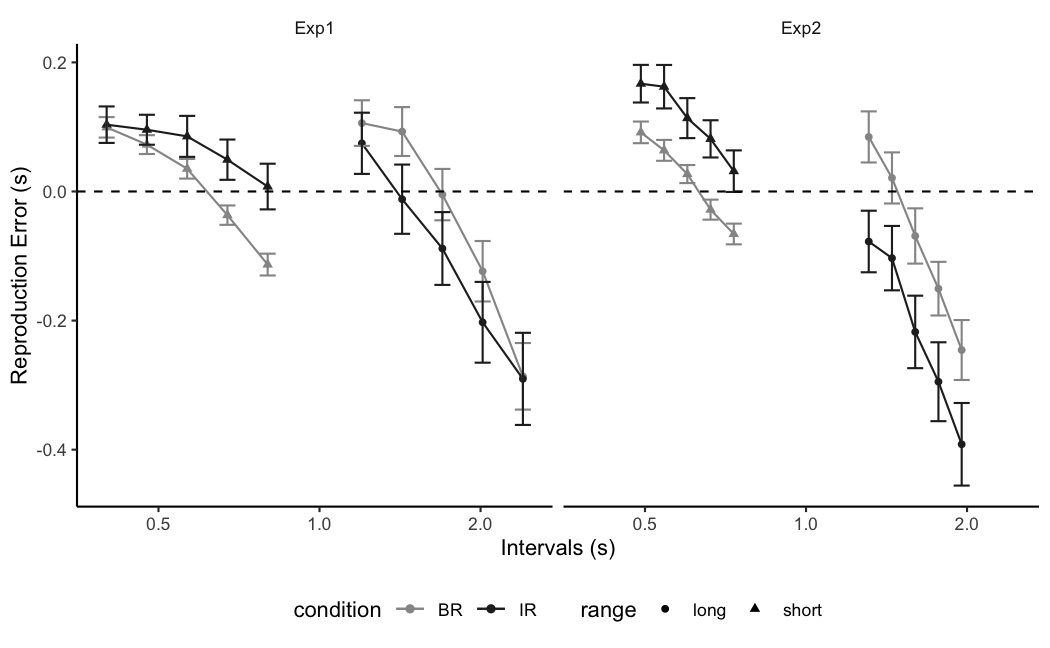 Exp1 Exp2
0.2
0.0
-0.2
-0.4
Reproduction Error (s)
0.5 1.0 2.0 0.5 1.0 2.0
Intervals (s)
condition BR IR range long short